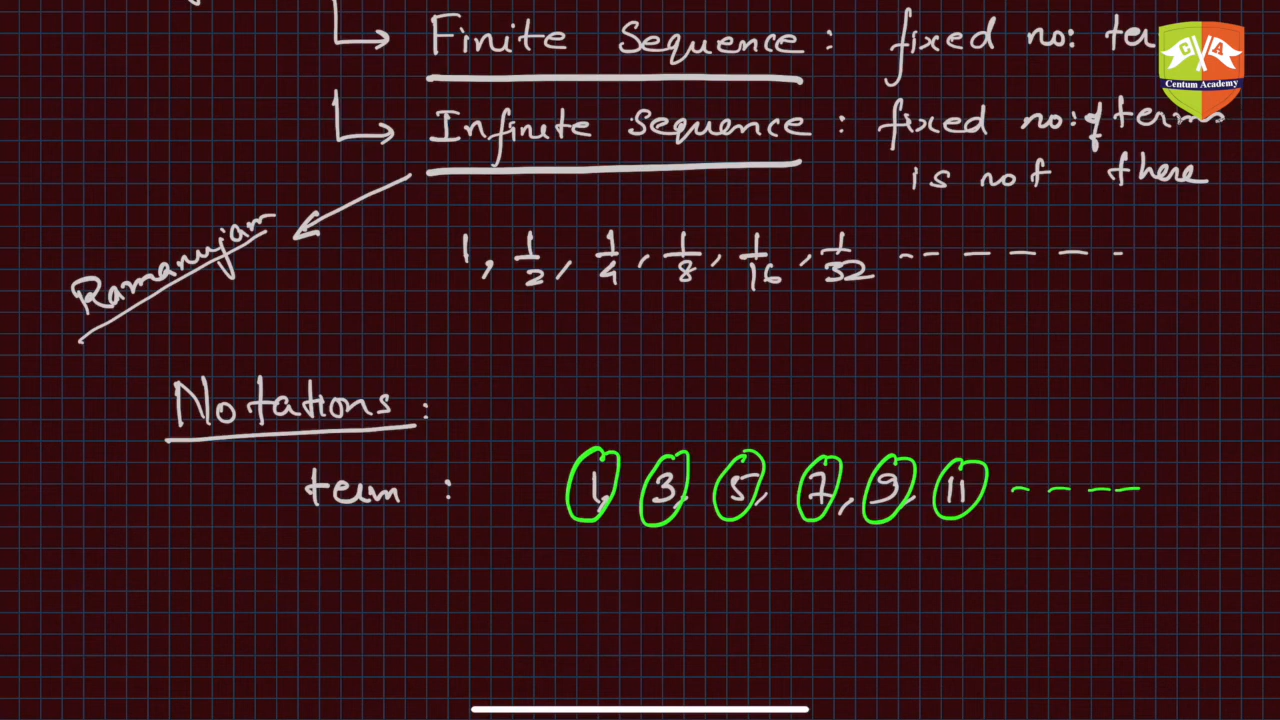 Finite Sequence : fixed no: te
C A
Centum Academy
Infinite Sequence : fixed no: of terms
is not there
Ramanujam
1, 1/2, 1/4, 1/8, 1/16, 1/32 ------
Notations :
term : 1, 3, 5, 7, 9, 11 ----